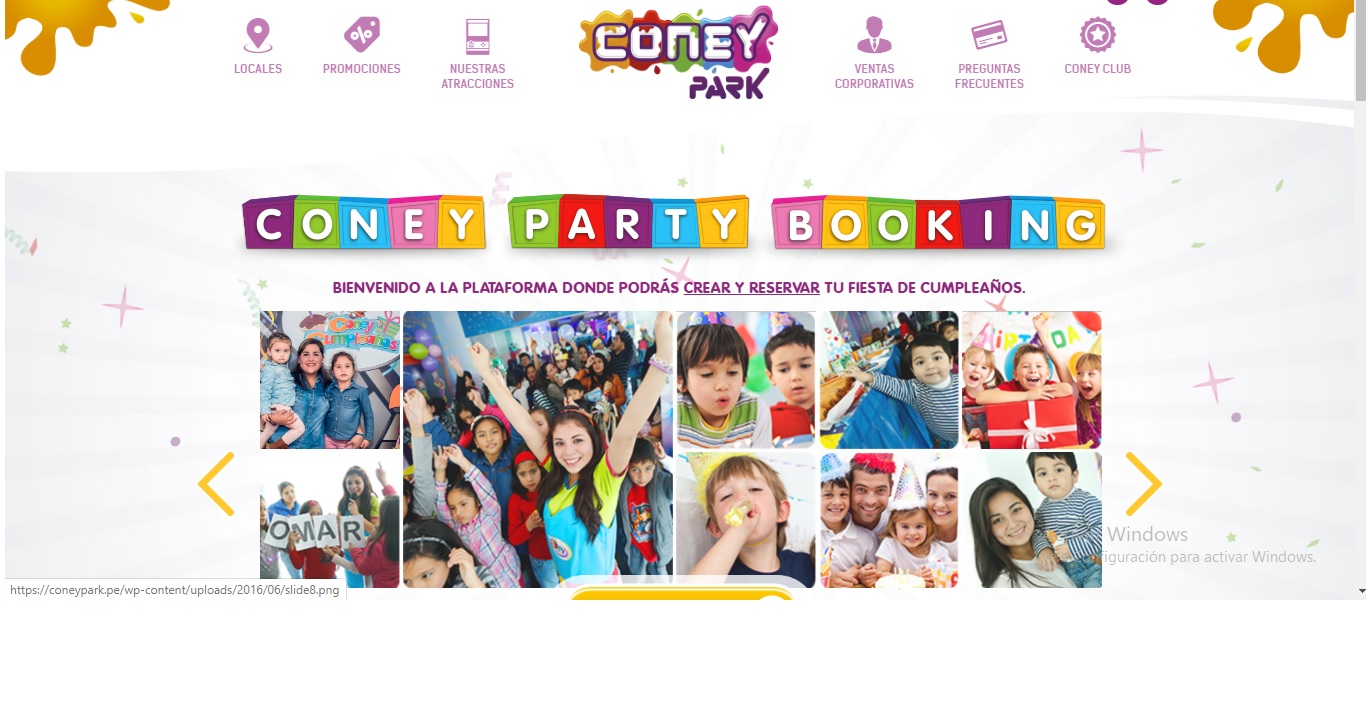 LOCALES
PROMOCIONES
NUESTRAS
ATRACCIONES
CONEY
PARK
VENTAS
CORPORATIVAS
PREGUNTAS
FRECUENTES
CONEY CLUB
CONEY PARTY BOOKING
BIENVENIDO A LA PLATAFORMA DONDE PODRÁS CREAR Y RESERVAR TU FIESTA DE CUMPLEAÑOS.
Coney
Cumpleaños
OMAR
Windows
para activar Windows.
https://coneypark.pe/wp-content/uploads/2016/06/slide8.png